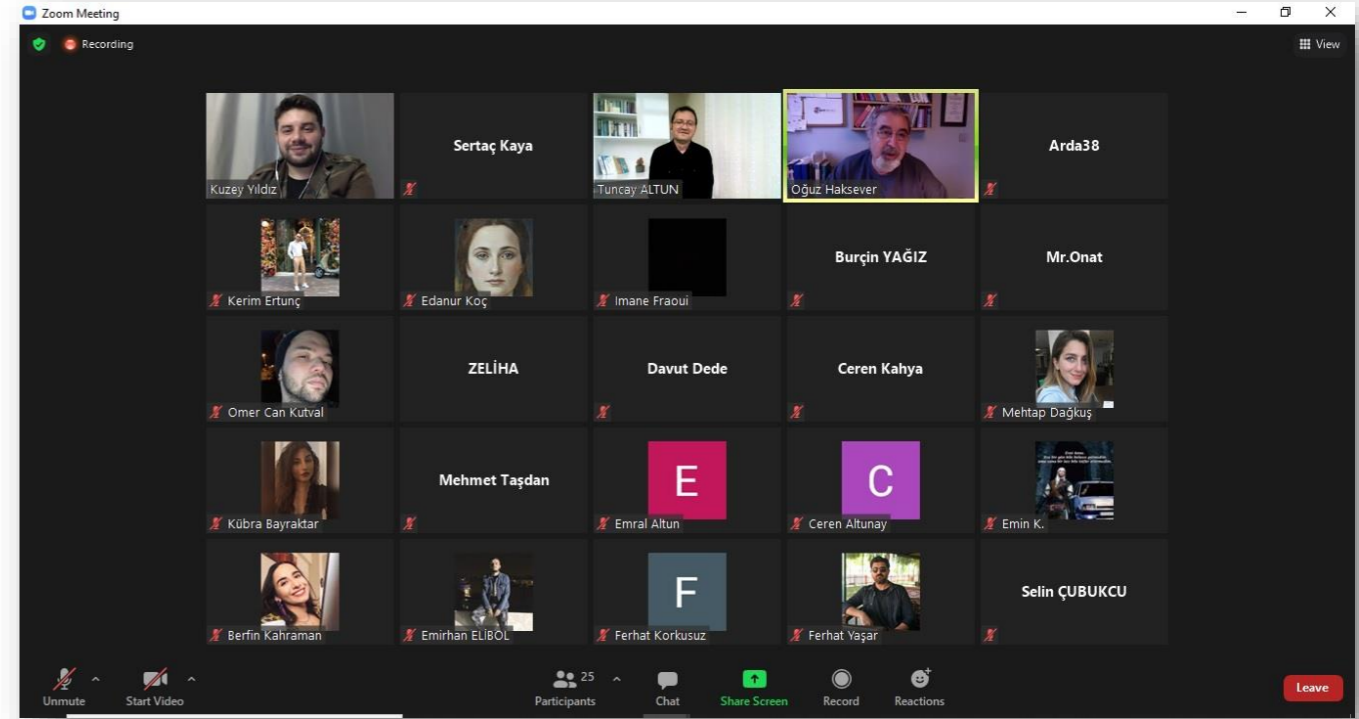 Zoom Meeting
Recording
View
Kuzey Yıldız
Sertaç Kaya
Tuncay ALTUN
Oğuz Haksever
Arda38
Kerim Ertunç
Edanur Koç
Imane Fraoui
Burçin YAĞIZ
Mr.Onat
Omer Can Kutval
ZELİHA
Davut Dede
Ceren Kahya
Mehtap Dağkuş
Kübra Bayraktar
Mehmet Taşdan
E
Emral Altun
C
Ceren Altunay
Emin K.
Berfin Kahraman
Emirhan ELİBOL
F
Ferhat Korkusuz
Ferhat Yaşar
Selin ÇUBUKCU
Unmute
Start Video
25
Participants
Chat
Share Screen
Record
Reactions
Leave